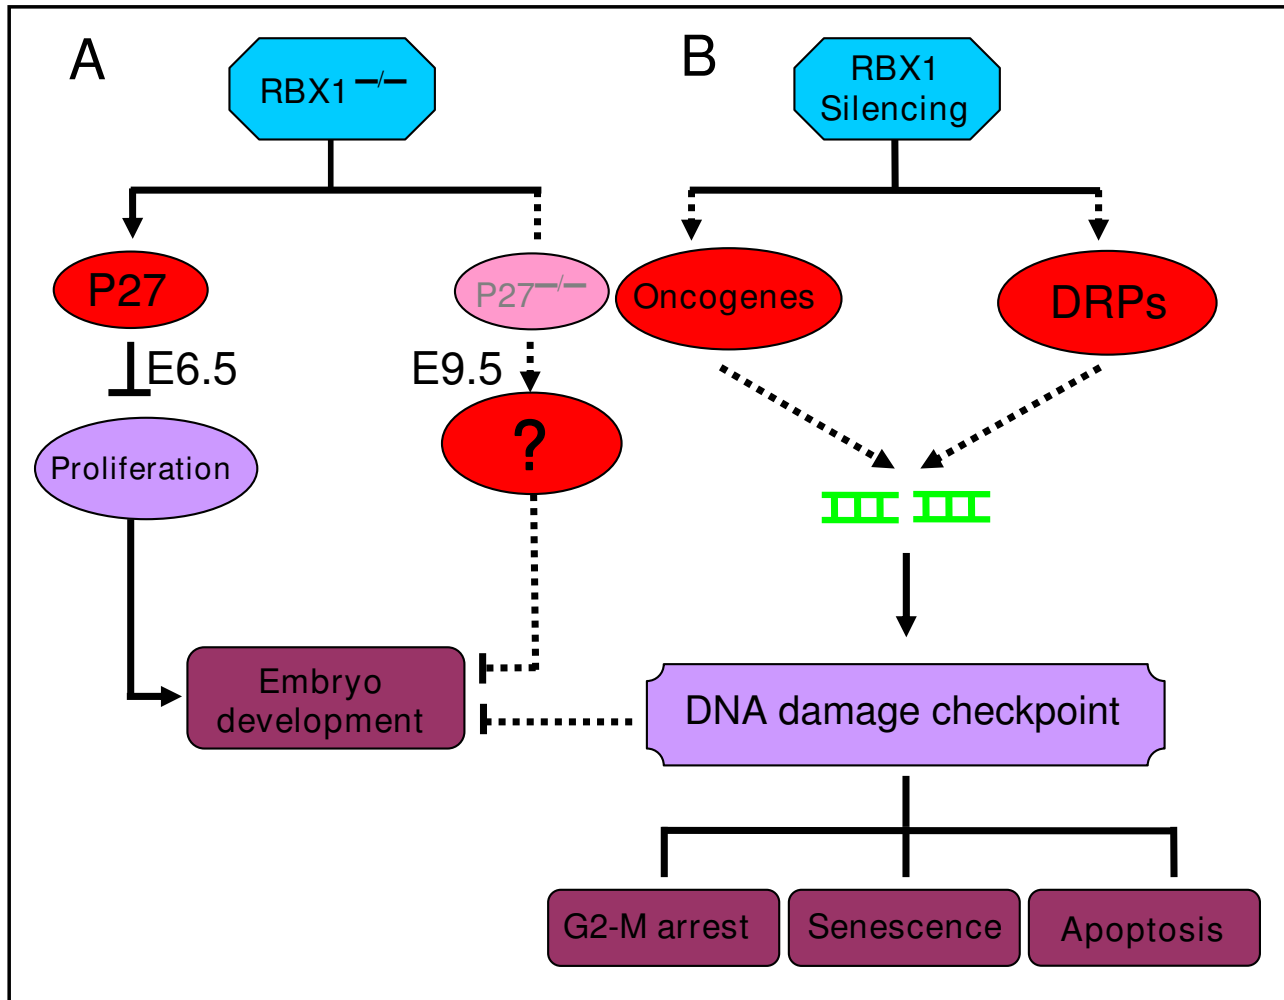 A
RBX1 −/−
P27
E6.5
Proliferation
P27−/−
E9.5
?
Embryo
development
B
RBX1
Silencing
Oncogenes
DRPs
DNA damage checkpoint
G2-M arrest
Senescence
Apoptosis